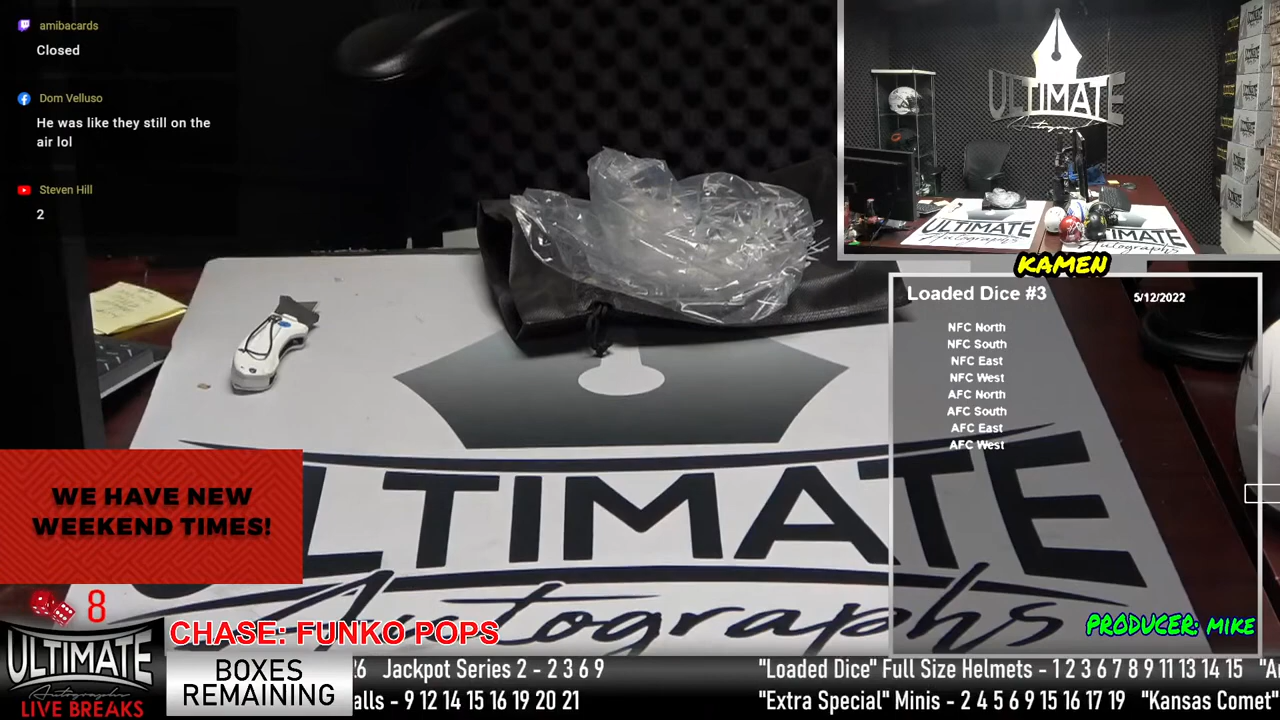 amibacards
Closed
Dom Velluso
He was like they still on the
air lol
Steven Hill
2
ULTIMATE
Autographs
ULTIMATE
Autographs
KAMEN
Loaded Dice #3
5/12/2022
NFC North
NFC South
NFC East
NFC West
AFC North
AFC South
AFC East
AFC West
ULTIMATE
Autographs
WE HAVE NEW
WEEKEND TIMES!
8
CHASE: FUNKO POPS
PRODUCER: MIKE
ULTIMATE
Autographs
LIVE BREAKS
BOXES
REMAINING
26 Jackpot Series 2 - 2 3 6 9 "Loaded Dice" Full Size Helmets - 1 2 3 6 7 8 9 11 13 14 15
alls - 9 12 14 15 16 19 20 21 "Extra Special" Minis - 2 4 5 6 9 15 16 17 19 "Kansas Comet"